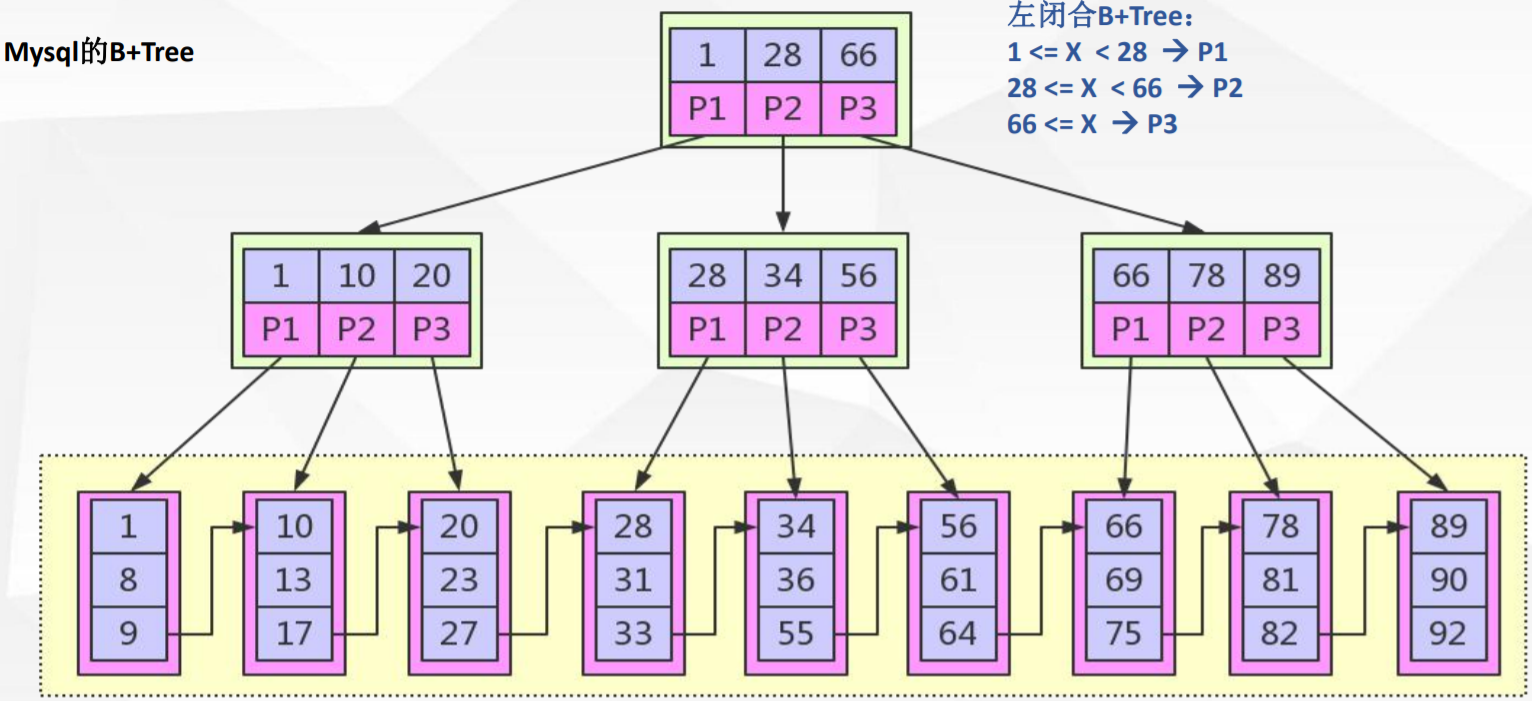 Mysql的B+Tree
左闭合B+Tree：
1 <= X < 28 → P1
28 <= X < 66 → P2
66 <= X → P3
1 28 66
P1 P2 P3
1 10 20
P1 P2 P3
28 34 56
P1 P2 P3
66 78 89
P1 P2 P3
1
8
9
10
13
17
20
23
27
28
31
33
34
36
55
56
61
64
66
69
75
78
81
82
89
90
92